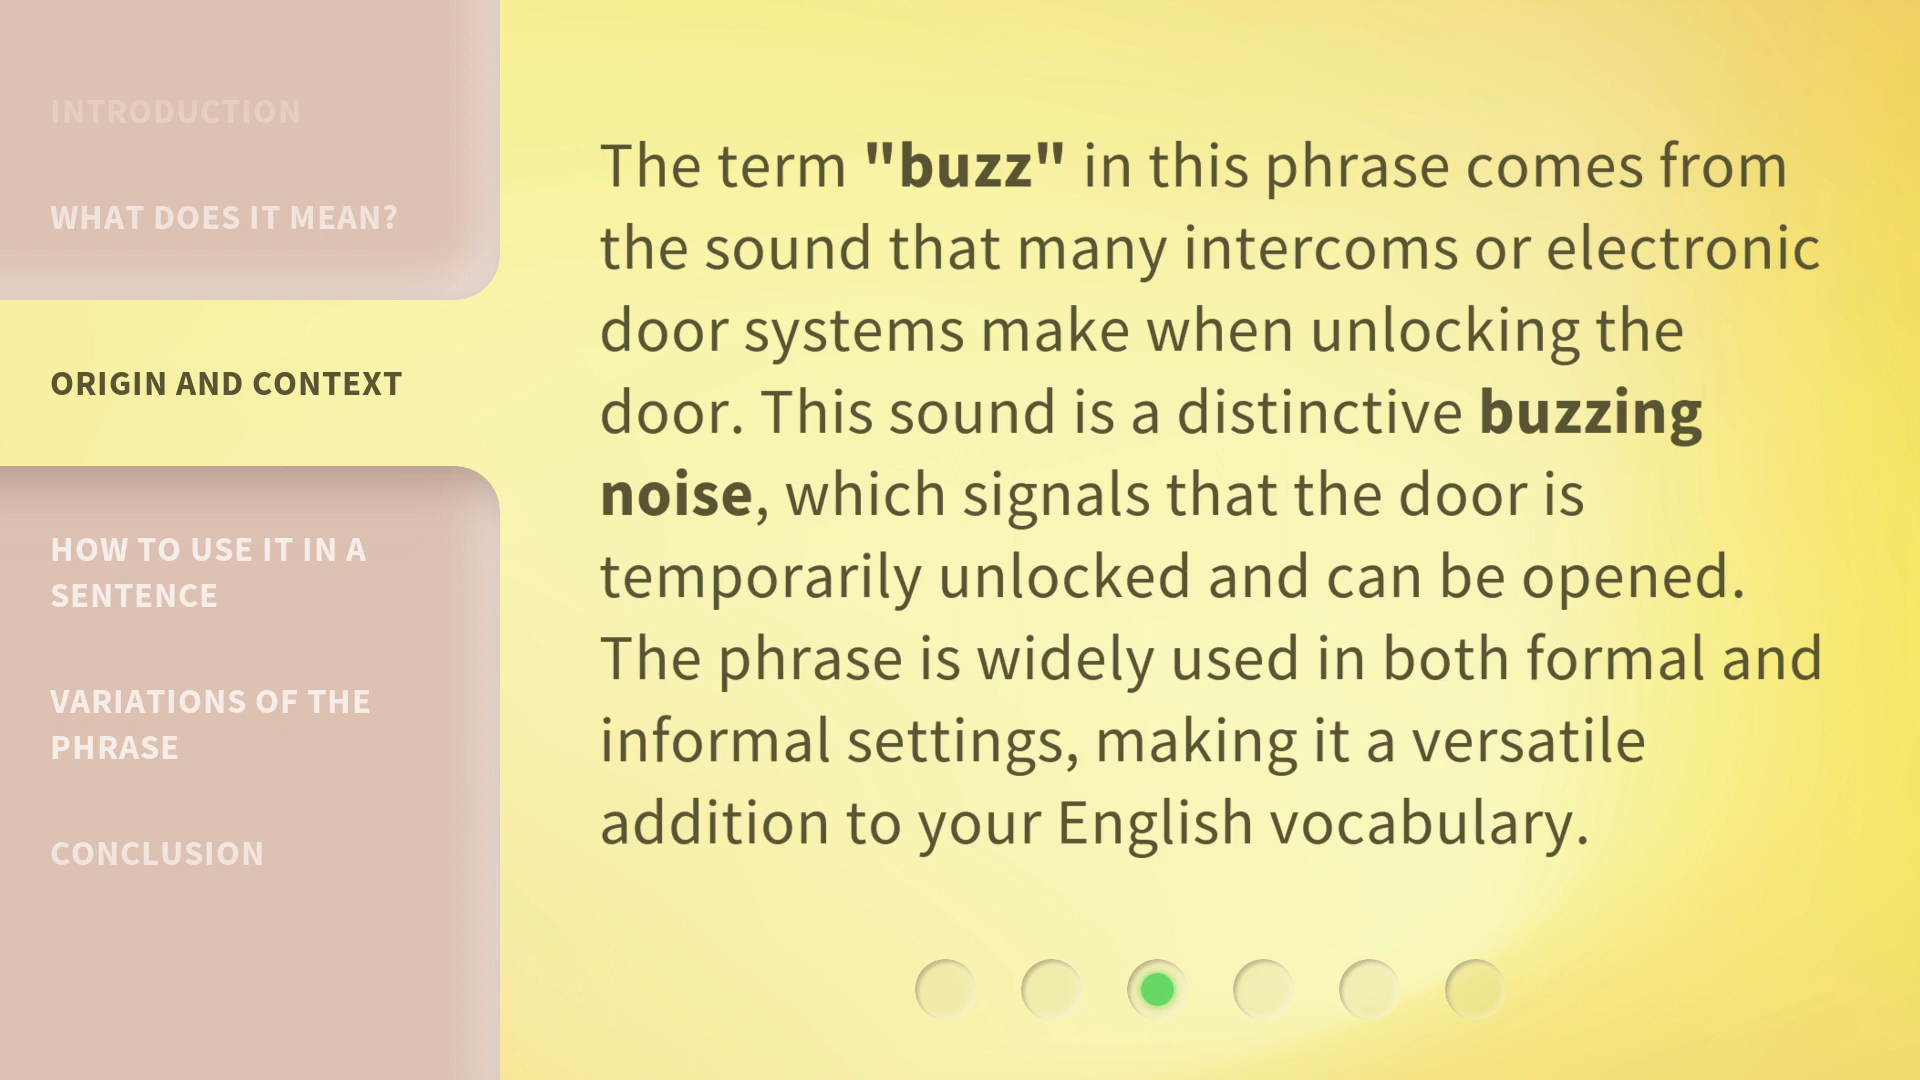 INTRODUCTION
WHAT DOES IT MEAN?
ORIGIN AND CONTEXT
HOW TO USE IT IN A
SENTENCE
VARIATIONS OF THE
PHRASE
CONCLUSION
The term "buzz" in this phrase comes from
the sound that many intercoms or electronic
door systems make when unlocking the
door. This sound is a distinctive buzzing
noise, which signals that the door is
temporarily unlocked and can be opened.
The phrase is widely used in both formal and
informal settings, making it a versatile
addition to your English vocabulary.